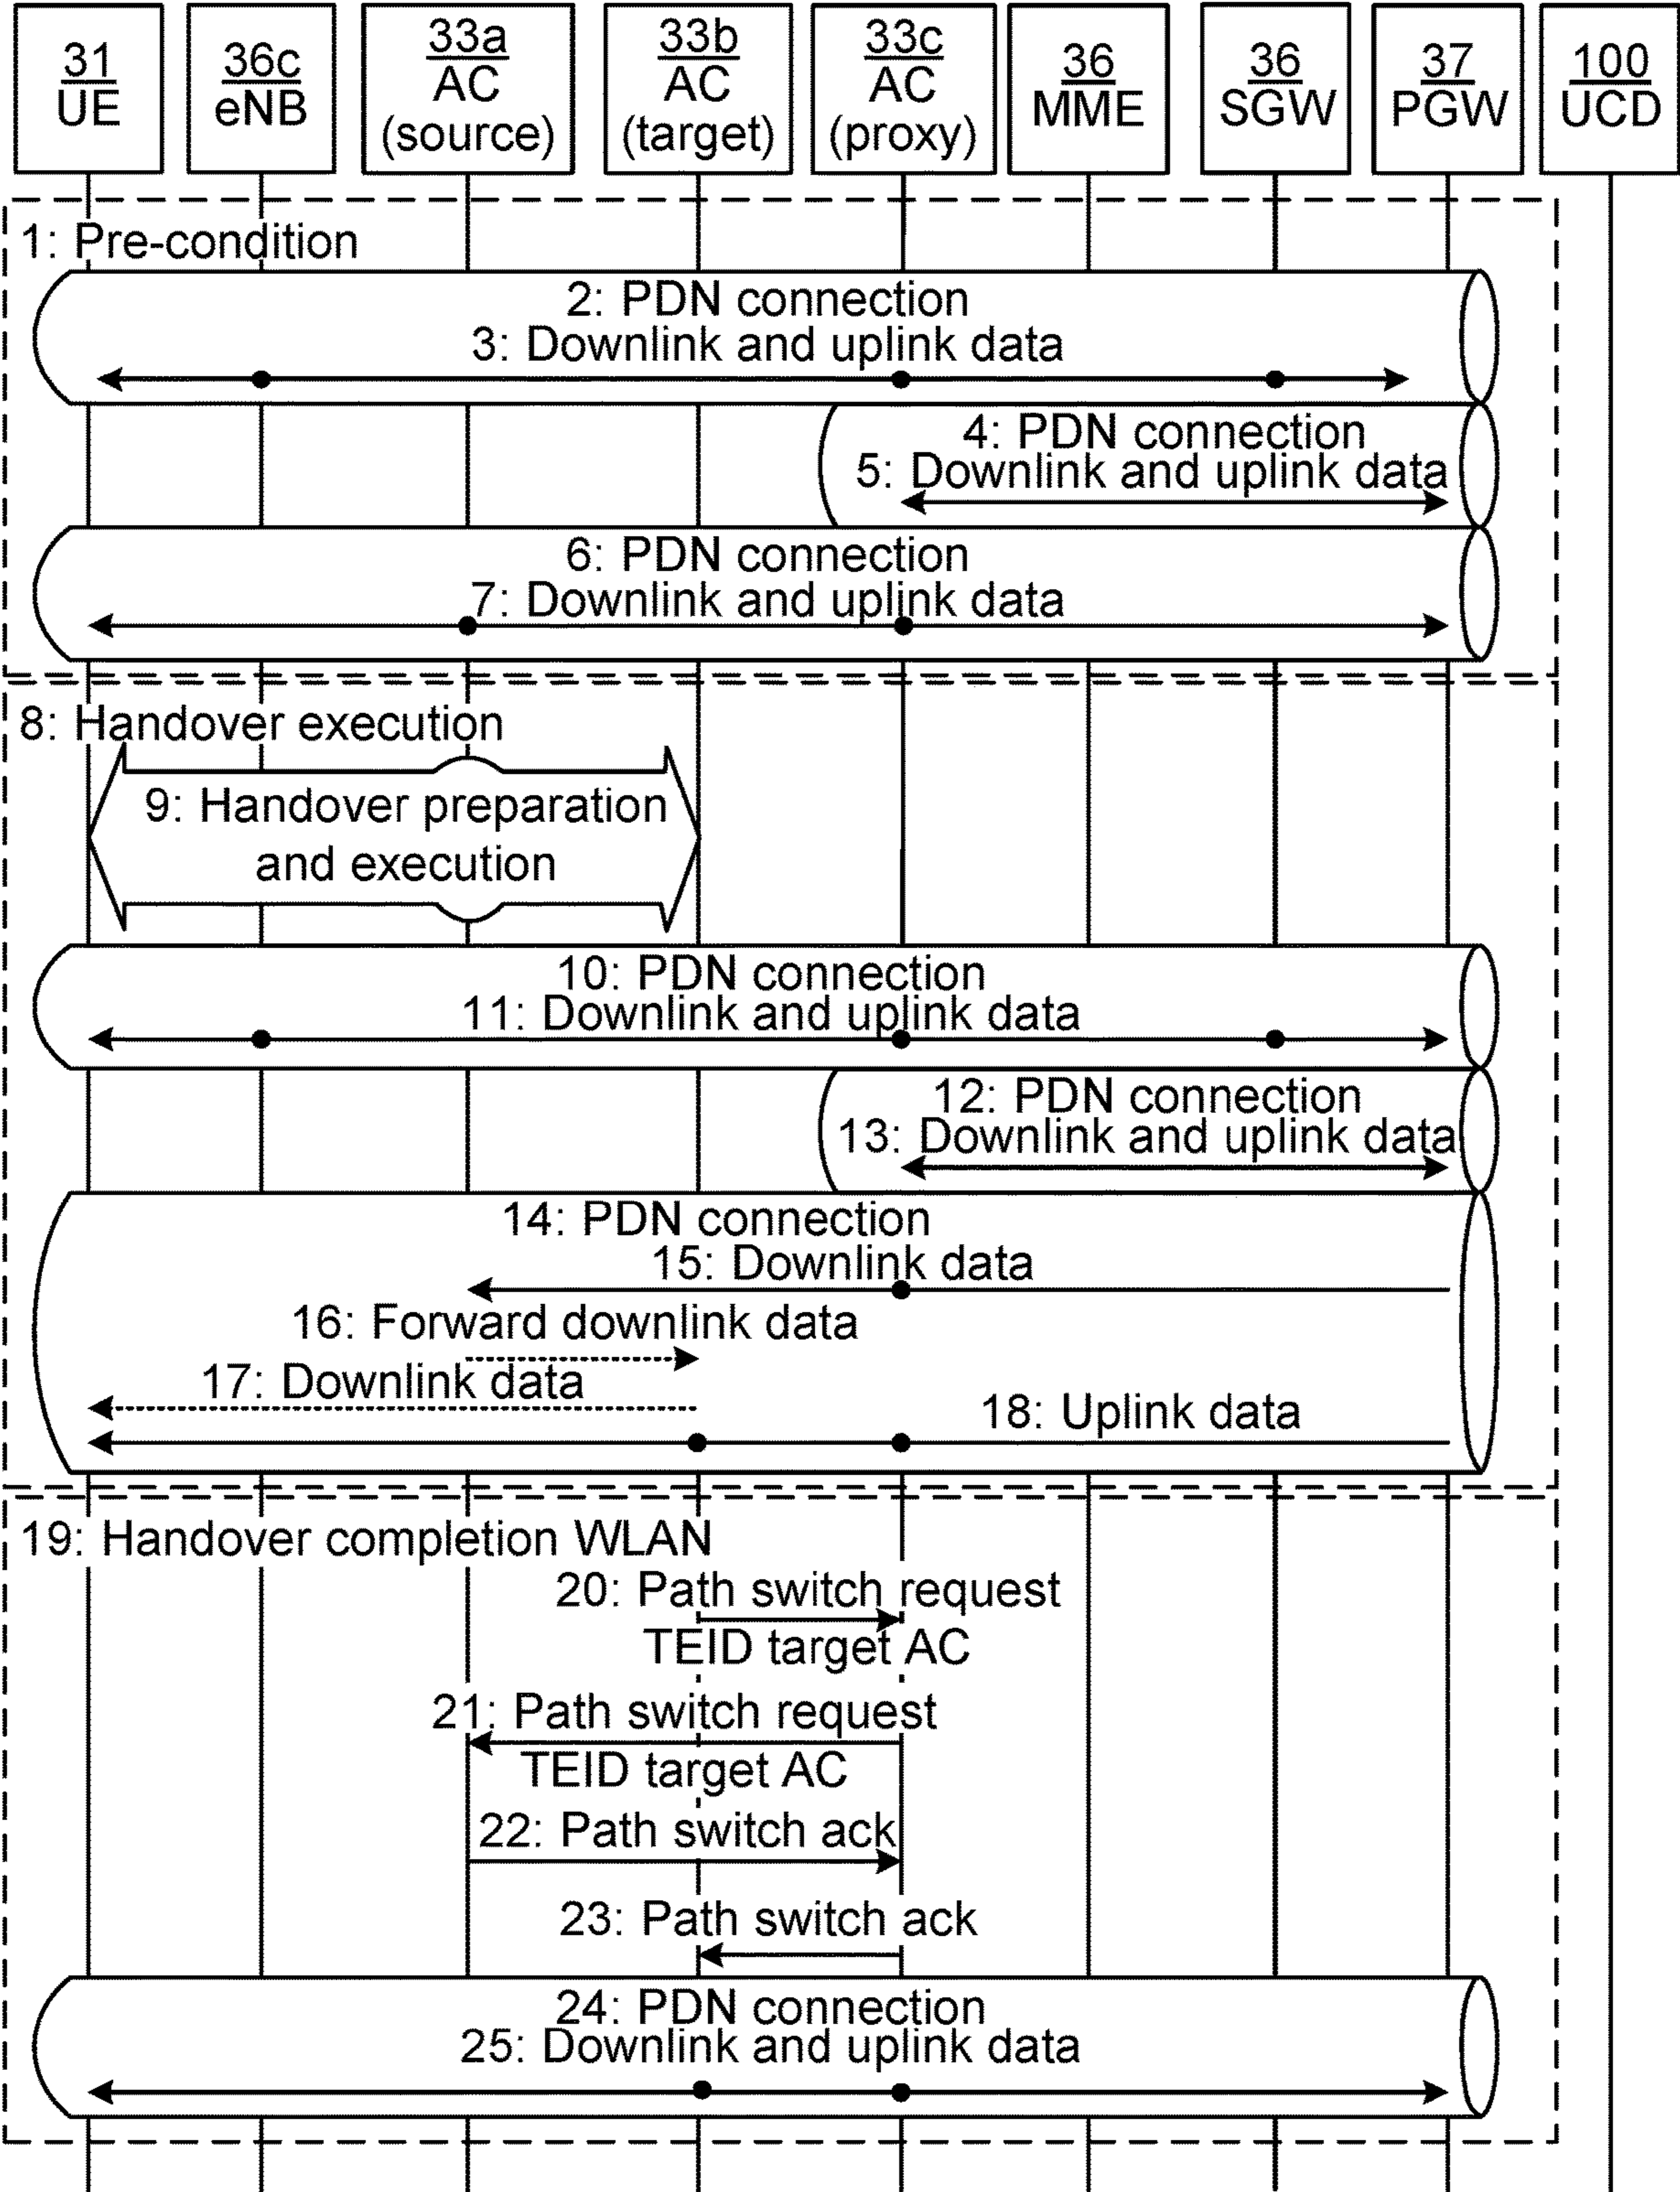 31
UE
36c
eNB
33a
AC
(source)
33b
AC
(target)
33c
AC
(proxy)
36
MME
36
SGW
37
PGW
100
UCD
1: Pre-condition
2: PDN connection
3: Downlink and uplink data
4: PDN connection
5: Downlink and uplink data
6: PDN connection
7: Downlink and uplink data
8: Handover execution
9: Handover preparation
and execution
10: PDN connection
11: Downlink and uplink data
12: PDN connection
13: Downlink and uplink data
14: PDN connection
15: Downlink data
16: Forward downlink data
17: Downlink data
18: Uplink data
19: Handover completion WLAN
20: Path switch request
TEID target AC
21: Path switch request
TEID target AC
22: Path switch ack
23: Path switch ack
24: PDN connection
25: Downlink and uplink data